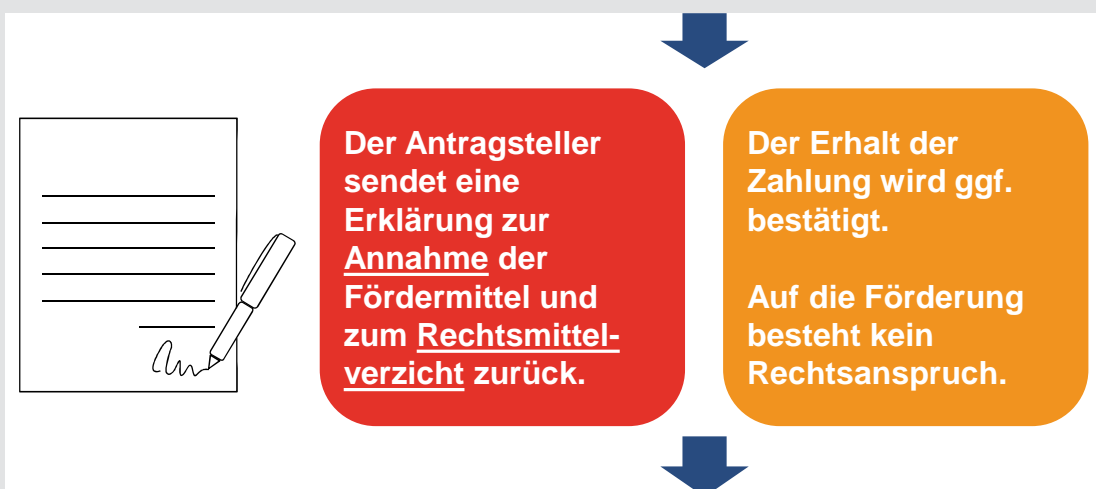 Der Antragsteller
sendet eine
Erklärung zur
Annahme der
Fördermittel und
zum Rechtsmittel-
verzicht zurück.
Der Erhalt der
Zahlung wird ggf.
bestätigt.
Auf die Förderung
besteht kein
Rechtsanspruch.